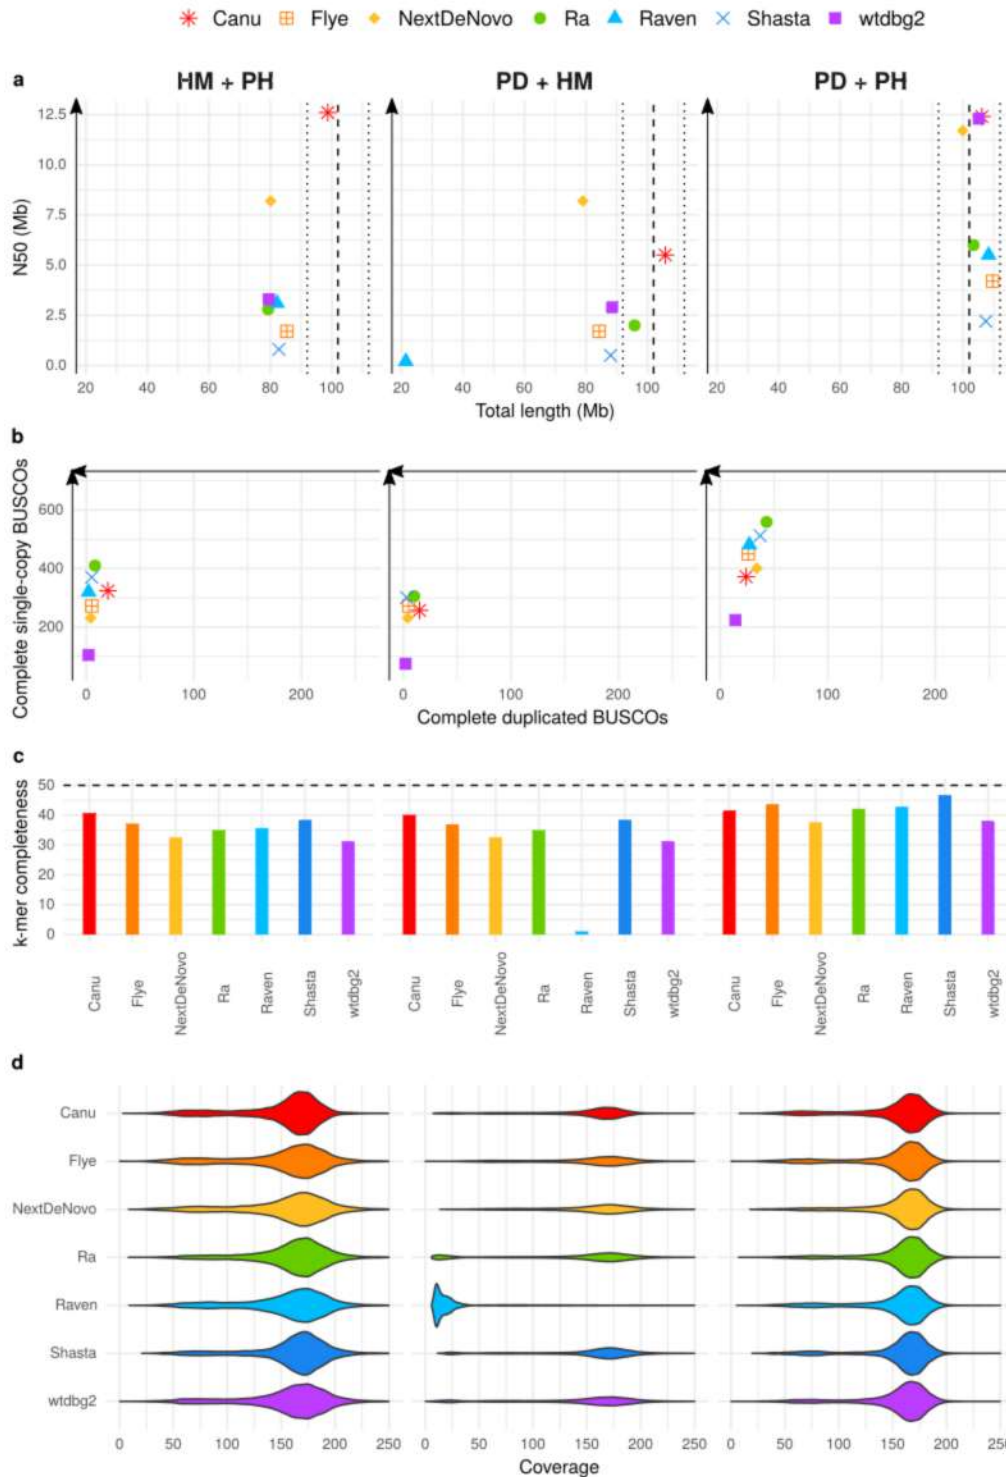 Canu Flye NextDeNovo Ra Raven Shasta wtdbg2
a
HM + PH PD + HM PD + PH
N50 (Mb)
12.5
10.0
7.5
5.0
2.5
0.0
20 40 60 80 100 20 40 60 80 100 20 40 60 80 100
Total length (Mb)
b
Complete single-copy BUSCOs
600
400
200
0 100 200 0 100 200 0 100 200
Complete duplicated BUSCOs
c
k-mer completeness
50
40
30
20
10
0
Canu Flye NextDeNovo Ra Raven Shasta wtdbg2 Canu Flye NextDeNovo Ra Raven Shasta wtdbg2 Canu Flye NextDeNovo Ra Raven Shasta wtdbg2
d
Canu
Flye
NextDeNovo
Ra
Raven
Shasta
wtdbg2
0 50 100 150 200 250 0 50 100 150 200 250 0 50 100 150 200
Coverage